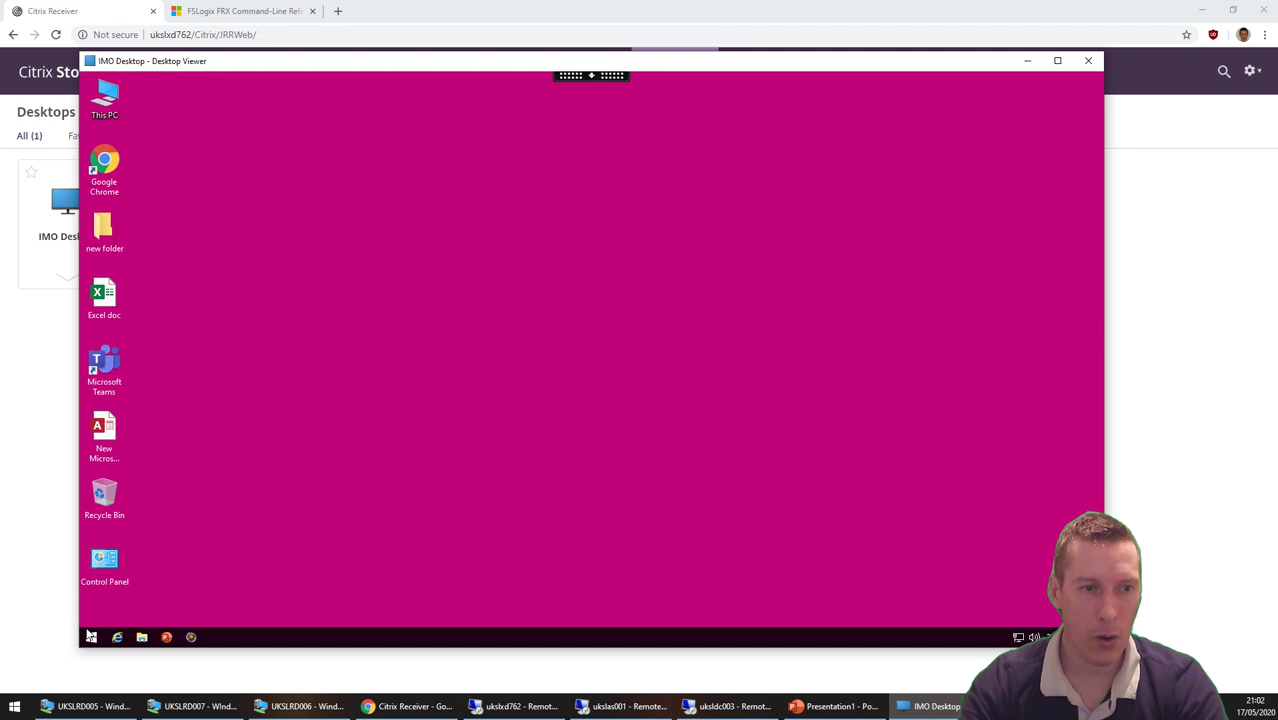 Citrix Receiver
FSLogix FRX Command-Line Refe
Not secure
ukslxd762/Citrix/JRRWeb/
Citrix Sto
IMO Desktop - Desktop Viewer
Desktops
All (1)
Fav
IMO Desk
This PC
Google
Chrome
new folder
Excel doc
Microsoft
Teams
New
Micros...
Recycle Bin
Control Panel
UKSLRD005 - Wind...
UKSLRD007 - Wind...
UKSLRD006 - Wind...
Citrix Receiver - Go...
ukslxd762 - Remot...
ukslas001 - Remote...
uksldc003 - Remot...
Presentation1 - Po...
IMO Desktop
21:02
17/05/2020